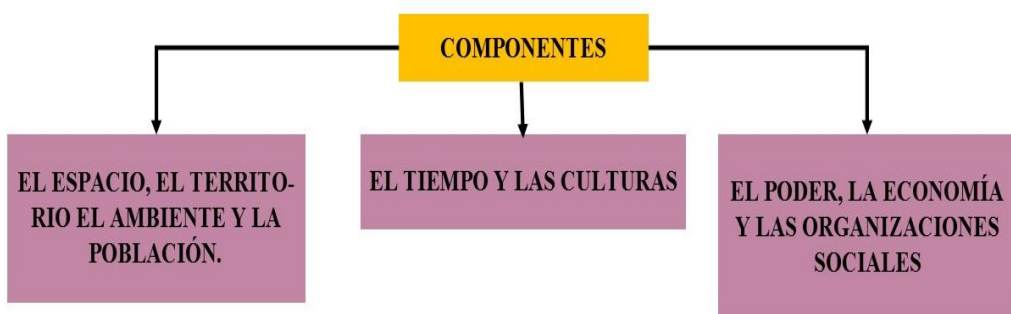 COMPONENTES
EL ESPACIO, EL TERRITO-
RIO EL AMBIENTE Y LA
POBLACIÓN.
EL TIEMPO Y LAS CULTURAS
EL PODER, LA ECONOMÍA
Y LAS ORGANIZACIONES
SOCIALES